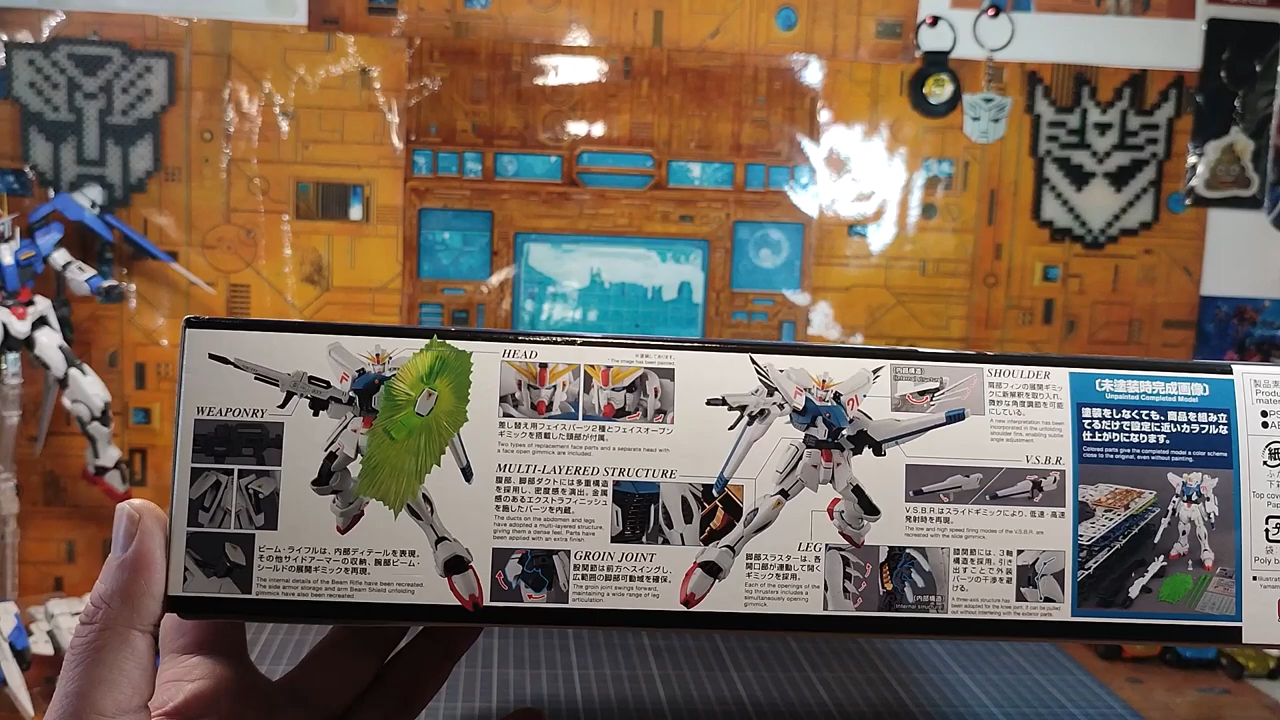 WEAPONRY
ビーム・ライフルは、内部ディテールを表現。
その他サイドアーマーの収納、腕部ビーム・
シールドの展開ギミックを再現。
The internal details of the Beam Rifle have been recreated.
The side armor storage and arm Beam Shield unfolding
gimmick have also been recreated.
HEAD
差し替え用フェイスパーツ2種とフェイスオープン
ギミックを搭載した頭部が付属。
Two types of replacement face parts and a separate head with
a face open gimmick are included.
MULTI-LAYERED STRUCTURE
腹部、脚部ダクトには多重構造
を採用し、密度感を演出。金属
感のあるエクストラフィニッシュ
を施したパーツを内蔵。
The ducts on the abdomen and legs
have adopted a multi-layered structure,
giving them a dense feel. Parts have
been applied with an extra finish.
GROIN JOINT
股関節は前方へスイングし、
広範囲の脚部可動域を確保。
The groin joint swings forward,
maintaining a wide range of leg
articulation.
SHOULDER
肩部フィンの展開ギミッ
クに新解釈を取り入れ、
微妙な角度調節を可能
にしている。
A new interpretation has been
incorporated in the unfolding
shoulder fins, enabling subtle
angle adjustment.
[内部構造]
V.S.B.R.
V.S.B.R.はスライドギミックにより、低速・高速
発射時を再現。
The low and high speed firing modes of the V.S.B.R. are
recreated with the slide gimmick.
LEG
脚部スラスターは、各
開口部が連動して開く
ギミックを採用。
Each of the openings of
the leg thrusters includes a
simultaneously opening
gimmick.
[内部構造]
Internal structure
膝関節には、3軸
構造を採用。引き
出すことで外装
パーツの干渉を避
ける。
A three-axis structure has
been adopted for the knee joint. It can be pulled
out without interfering with the exterior parts.
[未塗装時完成画像]
Unpainted Completed Model
塗装をしなくても、商品を組み立
てるだけで設定に近いカラフルな
仕上がりになります。
Colored parts give the completed model a color scheme
close to the original, even without painting.